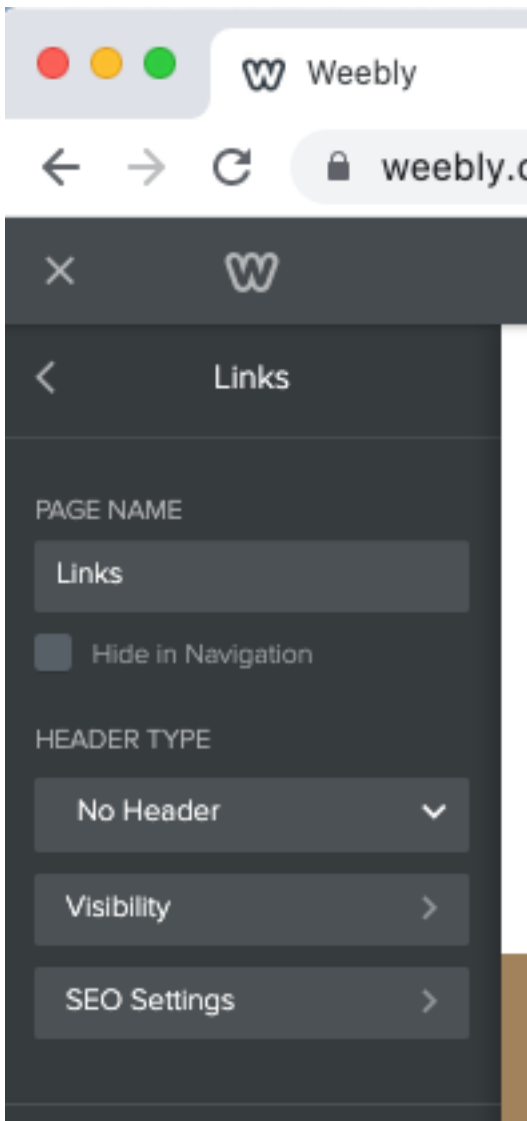 Weebly
weebly.c
Links
PAGE NAME
Links
Hide in Navigation
HEADER TYPE
No Header
Visibility
SEO Settings